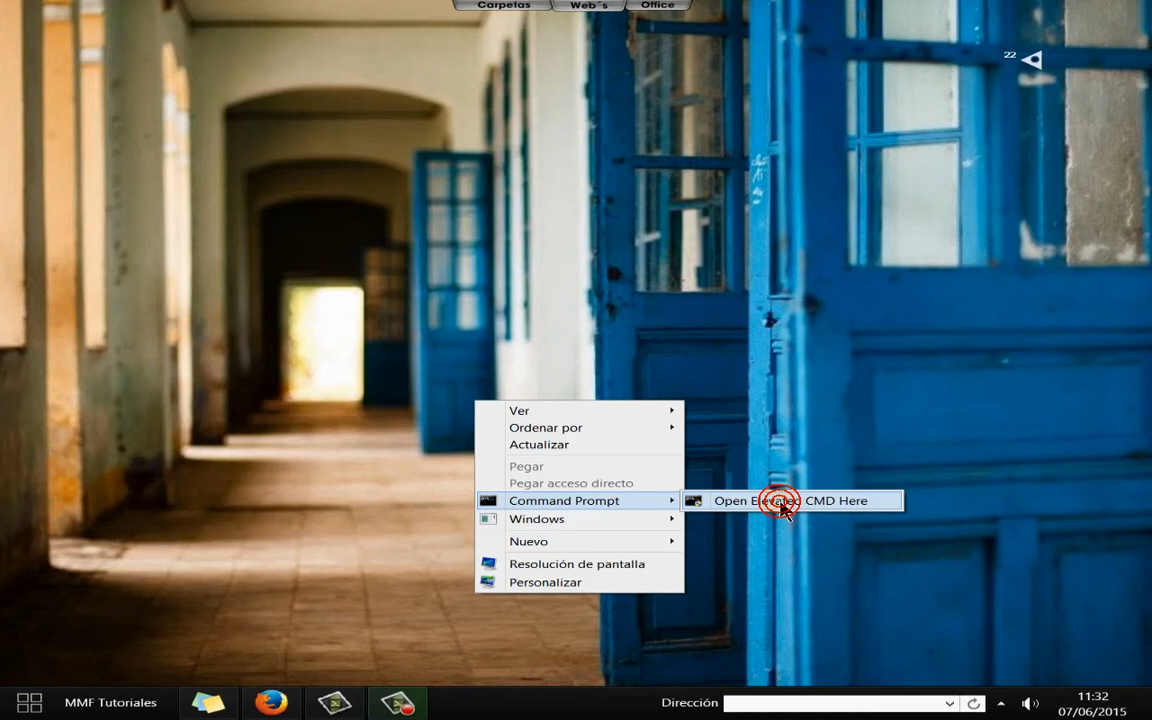 Carpetas Web´s Office
22
Ver
Ordenar por
Actualizar
Pegar
Pegar acceso directo
Command Prompt
Open Elevated CMD Here
Windows
Nuevo
Resolución de pantalla
Personalizar
MMF Tutoriales
Dirección
11:32
07/06/2015